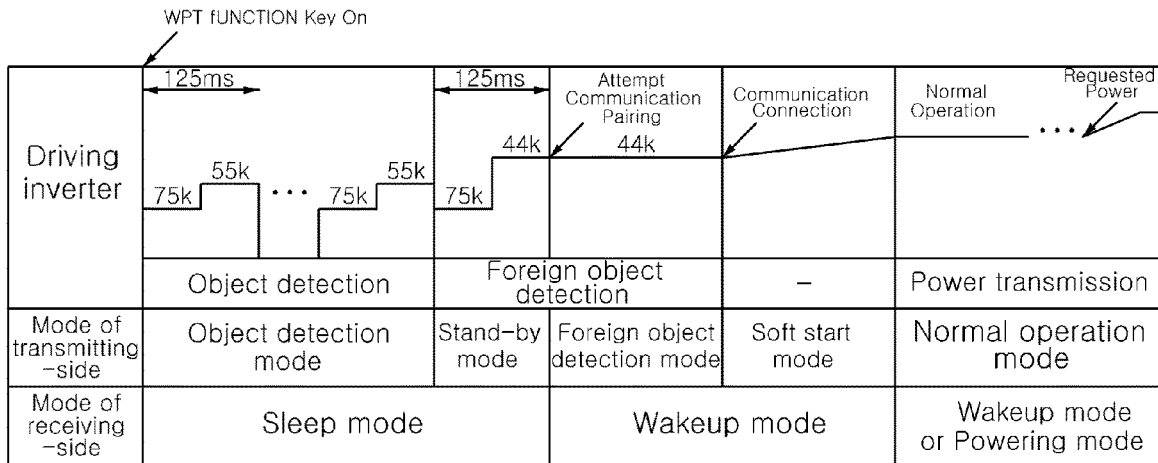 WPT fUNCTION Key On
Driving
inverter
125ms
75k
55k
...
75k
55k
125ms
75k
44k
Attempt
Communication
Pairing
44k
Communication
Connection
Normal
Operation
...
Requested
Power
Object detection
Foreign object
detection
–
Power transmission
Mode of
transmitting
-side
Object detection
mode
Stand-by
mode
Foreign object
detection mode
Soft start
mode
Normal operation
mode
Mode of
receiving
-side
Sleep mode
Wakeup mode
Wakeup mode
or Powering mode